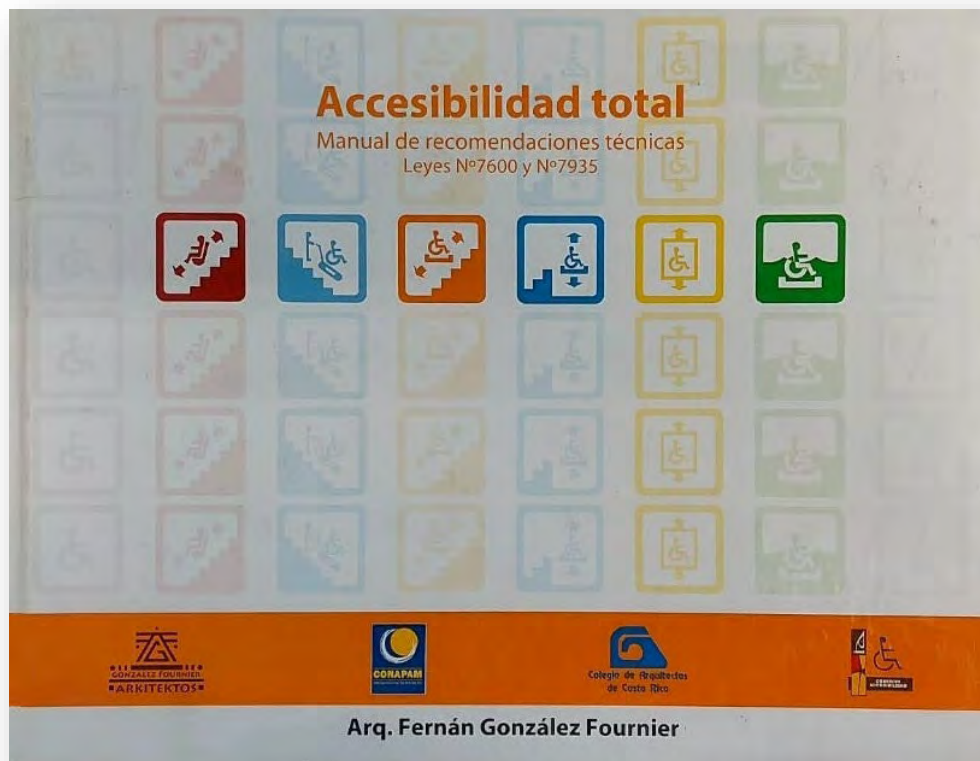 Accesibilidad total
Manual de recomendaciones técnicas
Leyes Nº7600 y Nº7935
GONZALEZ FOURNIER
ARKITEKTOS
CONAPAM
Colegio de Arquitectos
de Costa Rica
Arq. Fernán González Fournier